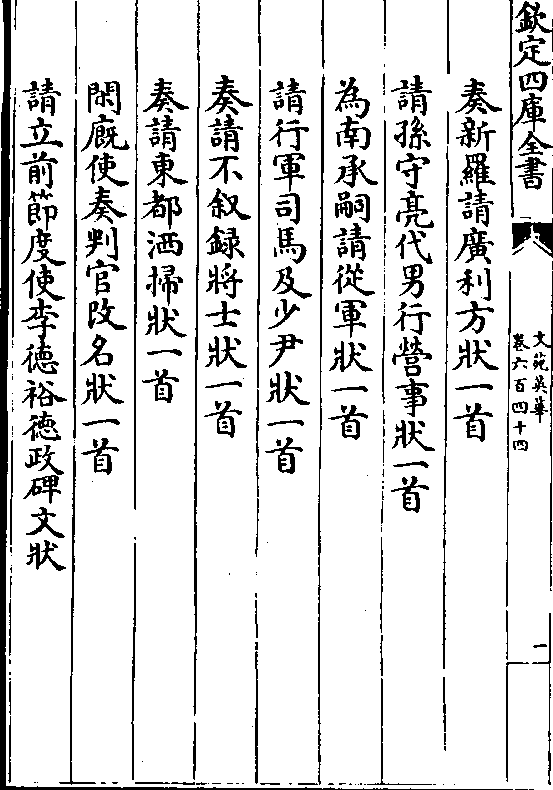 欽定四庫全書
文苑英華
卷六百四十四
一
奏新羅請廣利方狀一首
請孫守亮代男行營事狀一首
為南承嗣請從軍狀一首
請行軍司馬及少尹狀一首
奏請不叙録將士狀一首
奏請東都洒掃狀一首
閑廐使奏判官改名狀一首
請立前節度使李徳裕徳政碑文狀